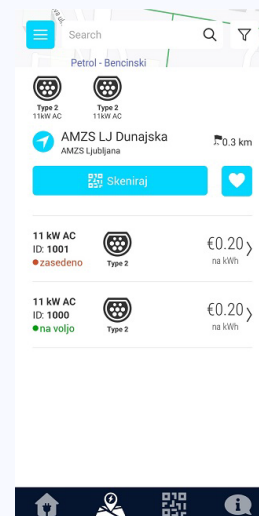 Search
Petrol - Bencinski
Type 2
11kW AC
Type 2
11kW AC
AMZS LJ Dunajska
AMZS Ljubljana
0.3 km
Skeniraj
11 kW AC
ID: 1001
zasedeno
Type 2
€0.20
na kWh
11 kW AC
ID: 1000
na voljo
Type 2
€0.20
na kWh